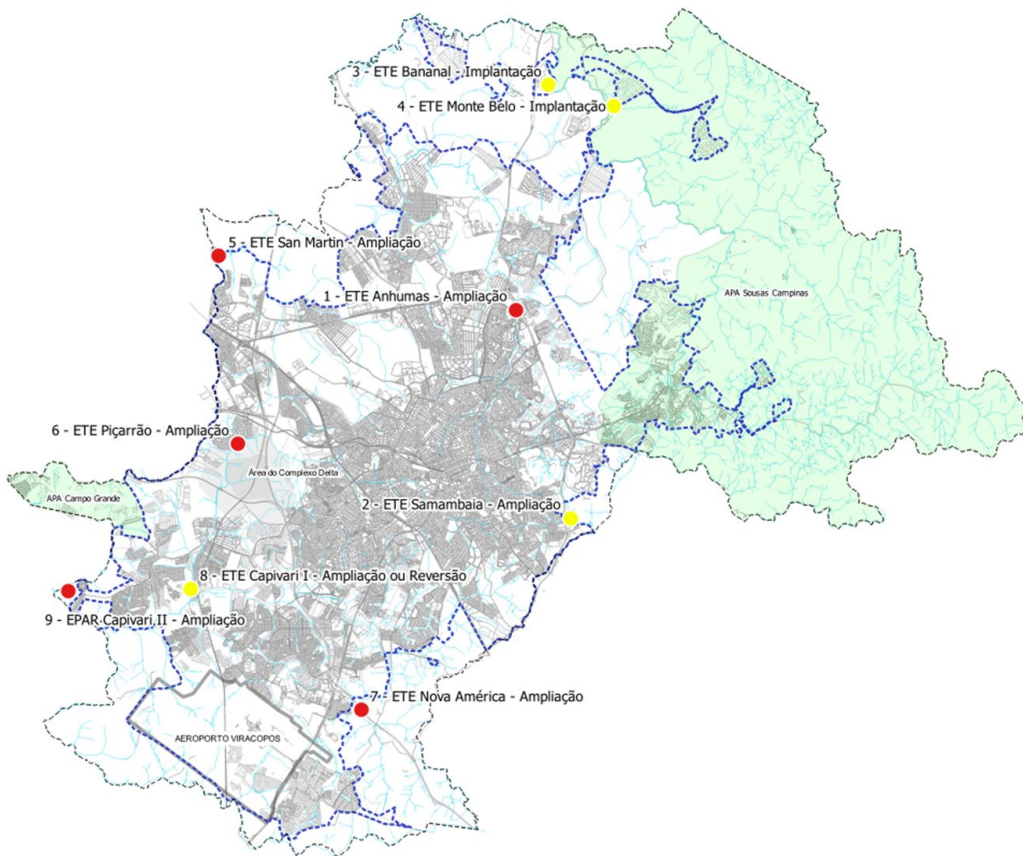 3 - ETE Bananal - Implantação
4 - ETE Monte Belo - Implantação
5 - ETE San Martin - Ampliação
1 - ETE Anhumas - Ampliação
APA Sousas Campinas
6 - ETE Piçarrão - Ampliação
Área do Complexo Delta
APA Campo Grande
2 - ETE Samambaia - Ampliação
8 - ETE Capivari I - Ampliação ou Reversão
9 - EPAR Capivari II - Ampliação
7 - ETE Nova América - Ampliação
AEROPORTO VIRACOPOS